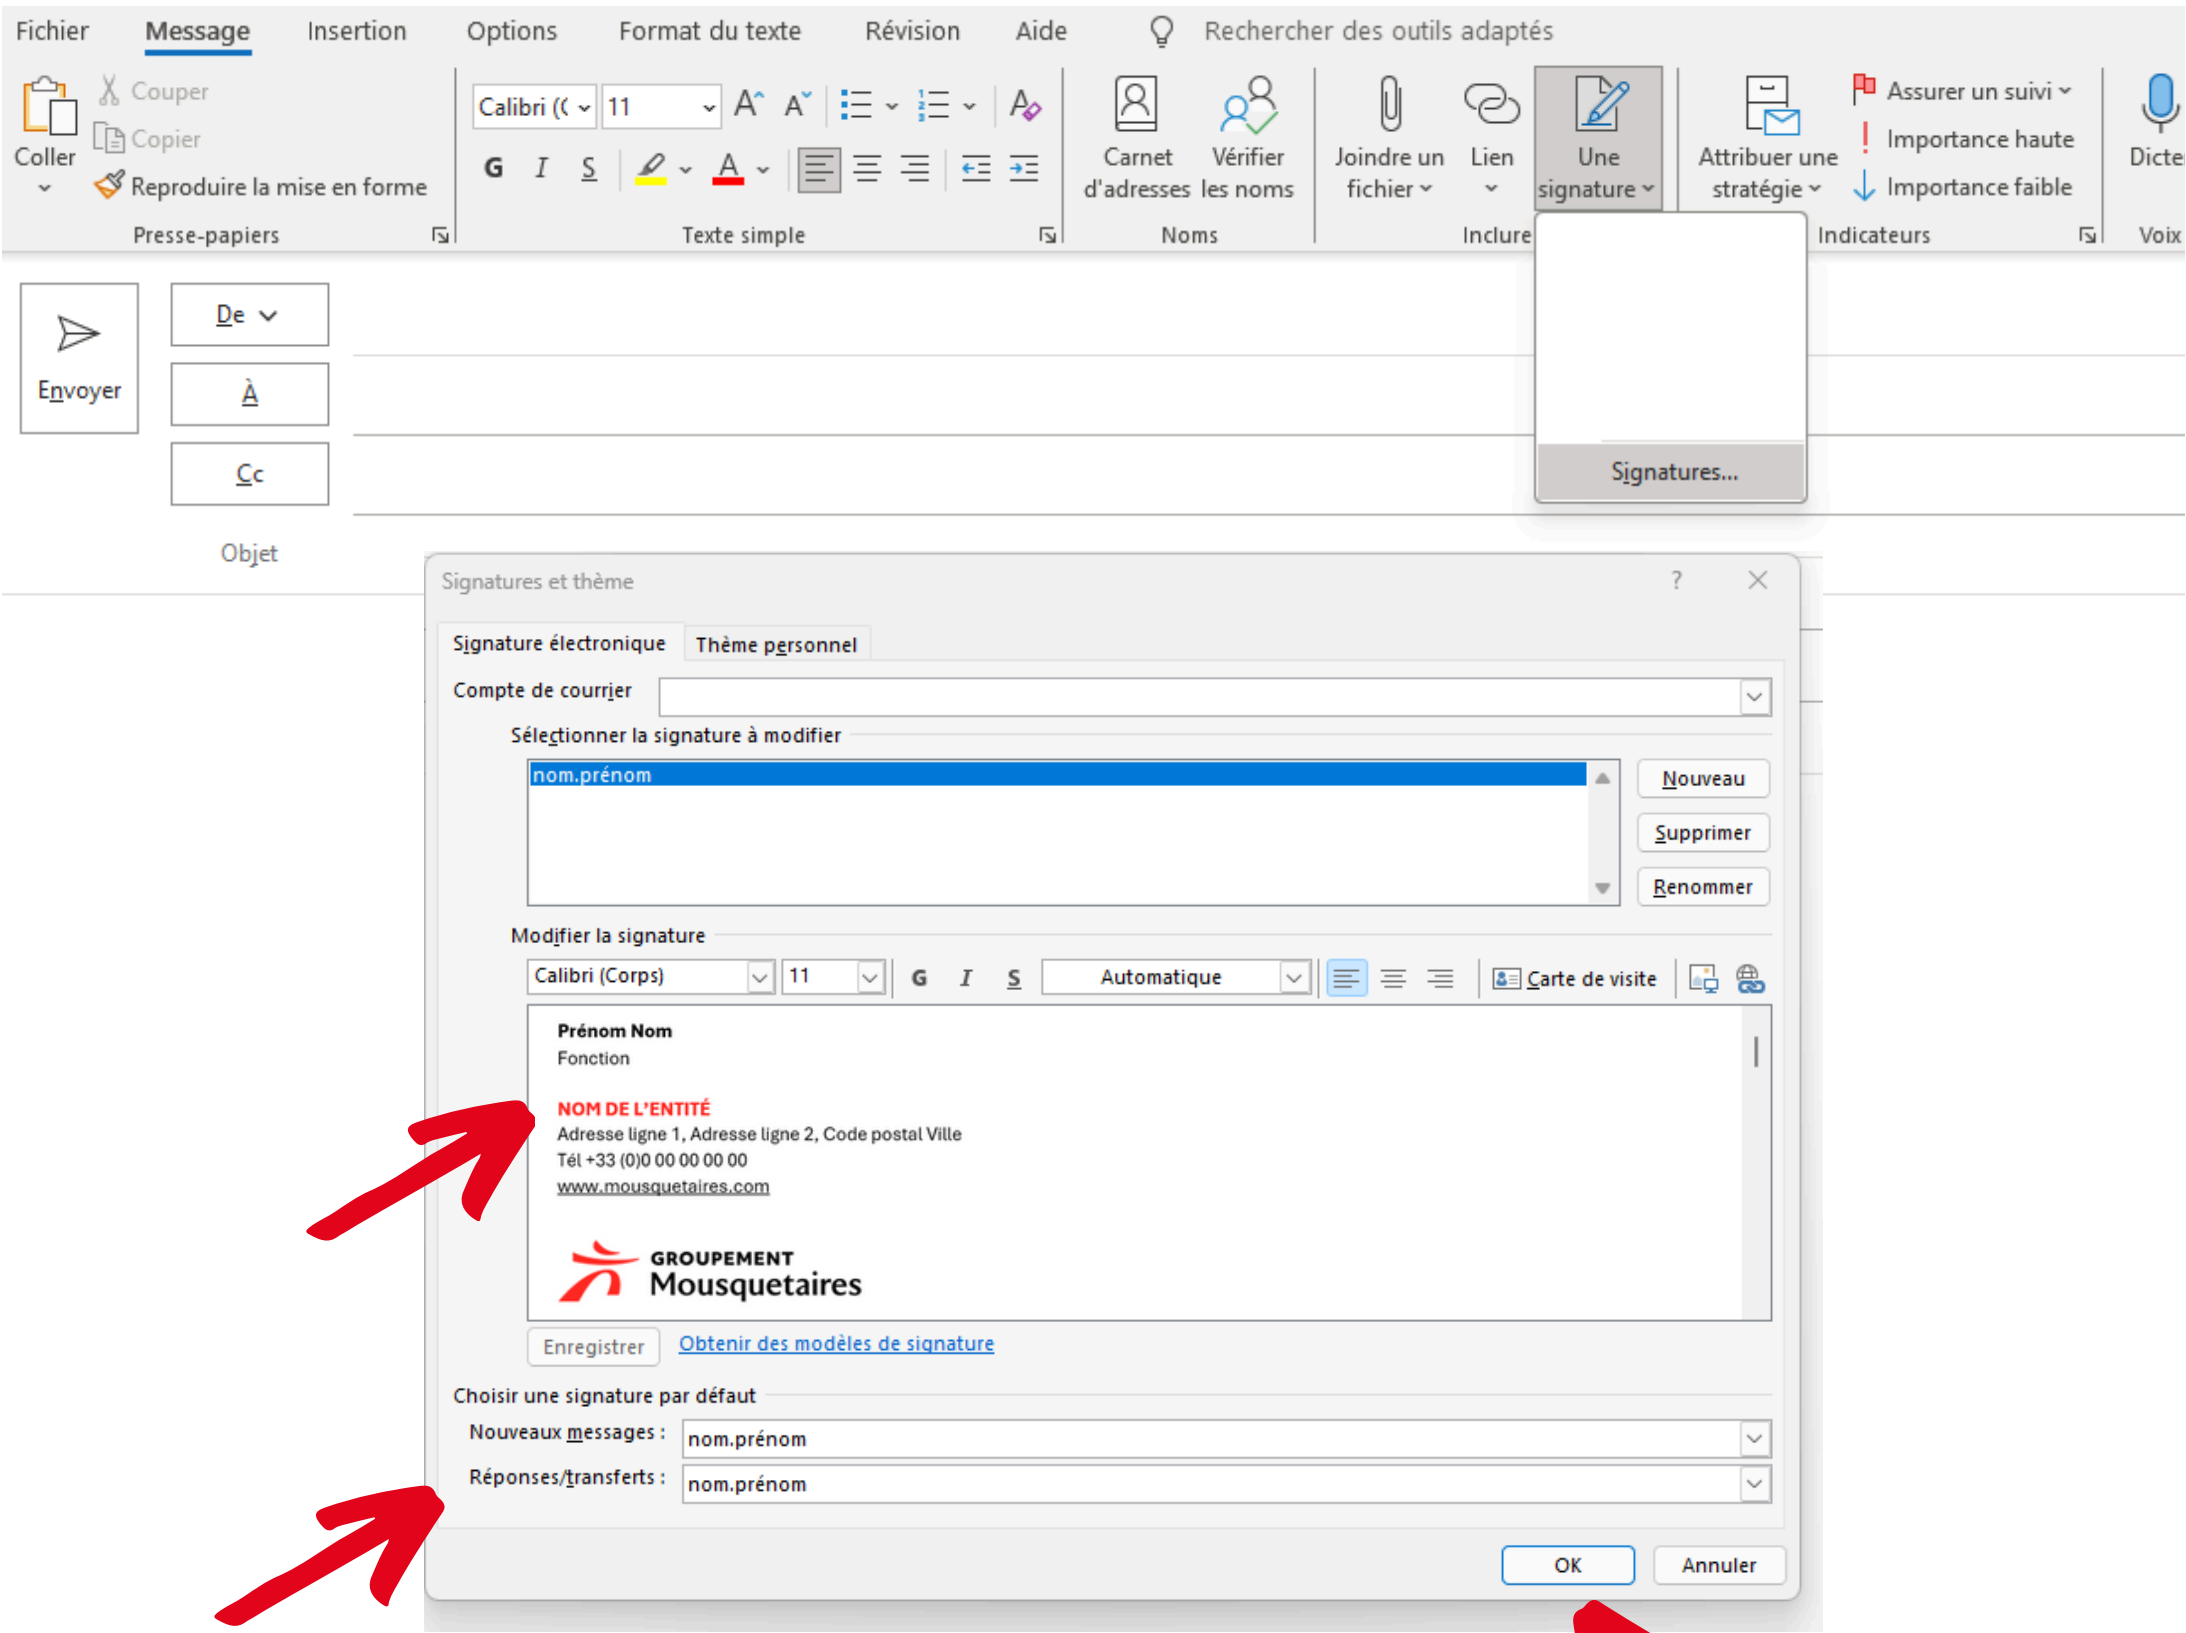 Fichier Message Insertion Options Format du texte Révision Aide Rechercher des outils adaptés
Coller
Couper
Copier
Reproduire la mise en forme
Presse-papiers
Calibri (C 11
G I S
Texte simple
Carnet d'adresses
Vérifier les noms
Noms
Joindre un fichier
Lien
Une signature
Inclure
Signatures...
Attribuer une stratégie
Assurer un suivi
Importance haute
Importance faible
Indicateurs
Dicter
Voix
Envoyer
De
À
Cc
Objet
Signatures et thème ?
Signature électronique Thème personnel
Compte de courrier
Sélectionner la signature à modifier
nom.prénom
Nouveau
Supprimer
Renommer
Modifier la signature
Calibri (Corps) 11 G I S Automatique Carte de visite
Prénom Nom
Fonction
NOM DE L'ENTITÉ
Adresse ligne 1, Adresse ligne 2, Code postal Ville
Tél +33 (0)0 00 00 00 00
www.mousquetaires.com
GROUPEMENT
Mousquetaires
Enregistrer Obtenir des modèles de signature
Choisir une signature par défaut
Nouveaux messages : nom.prénom
Réponses/transferts : nom.prénom
OK Annuler